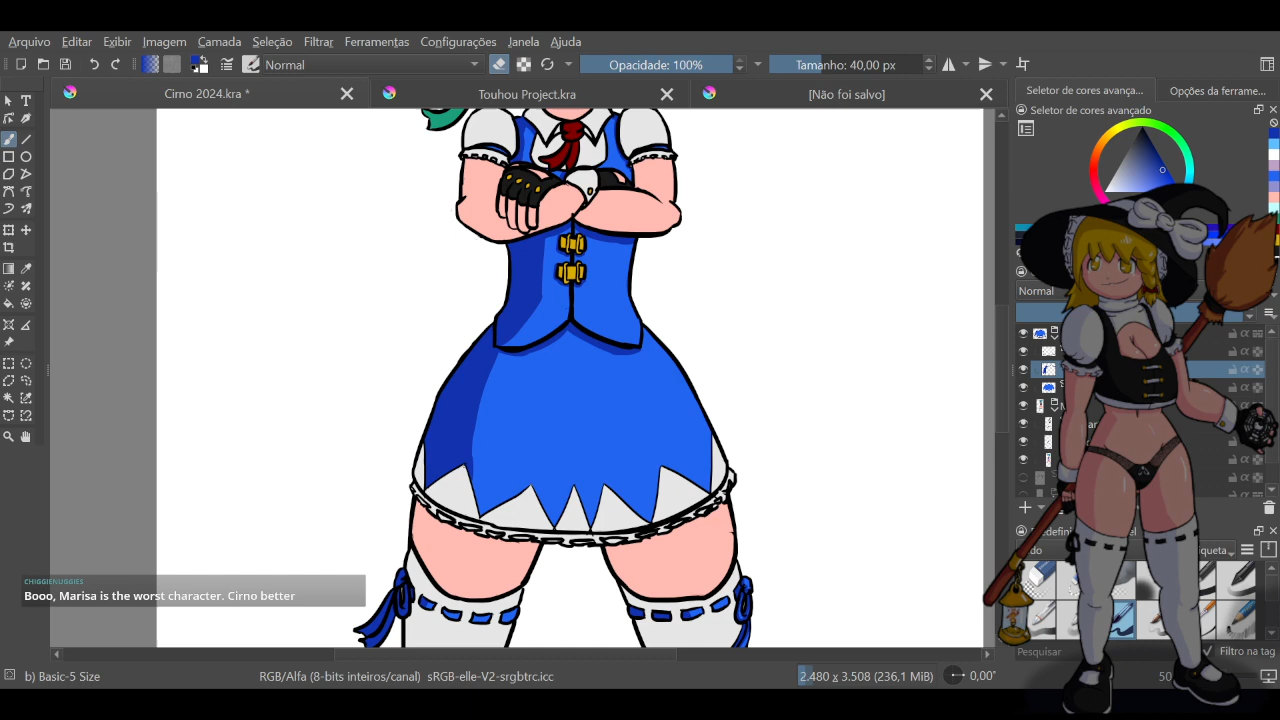 Arquivo Editar Exibir Imagem Camada Seleção Filtrar Ferramentas Configurações Janela Ajuda
Normal Opacidade: 100% Tamanho: 40,00 px
Cirno 2024.kra * Touhou Project.kra [Não foi salvo]
Seletor de cores avança... Opções da ferrame...
Seletor de cores avançado
Normal
CHIGGIENUGGIES
Booo, Marisa is the worst character. Cirno better
Pesquisar Filtro na tag
b) Basic-5 Size RGB/Alfa (8-bits inteiros/canal) sRGB-elle-V2-srgbtrc.icc 2.480 x 3.508 (236,1 MiB) 0,00°